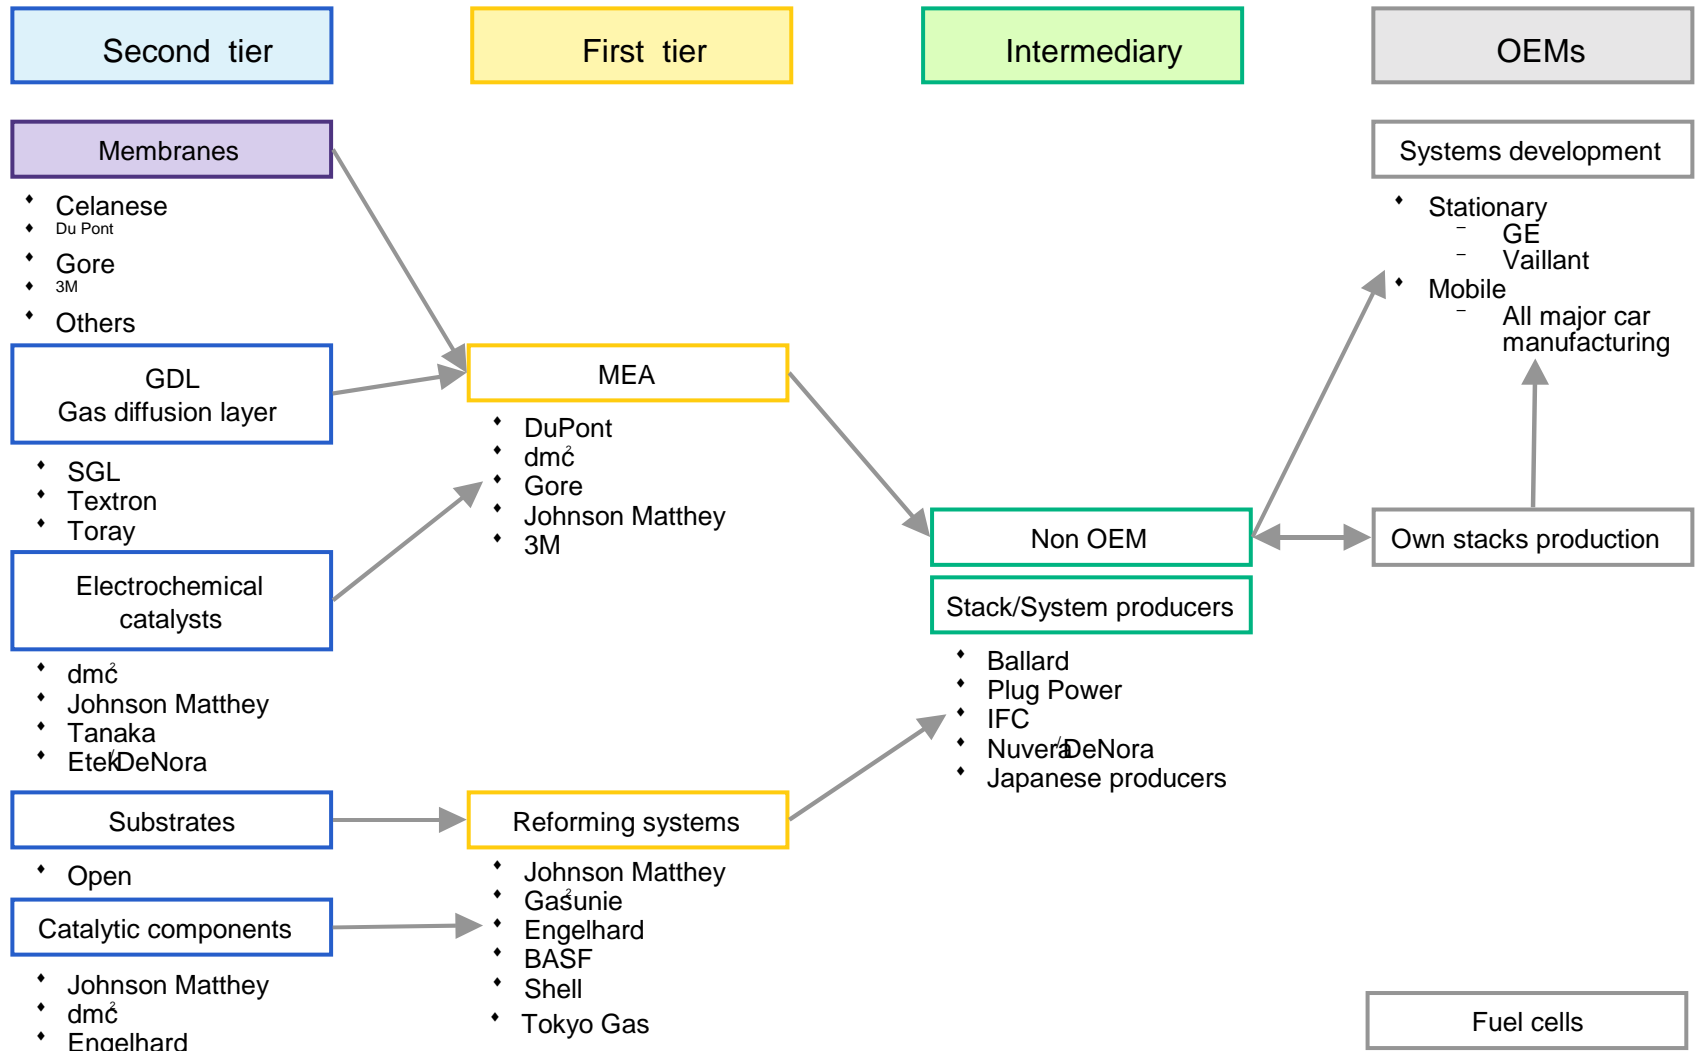 Second tier
First tier
Intermediary
OEMs
Membranes
Celanese
Du Pont
Gore
3M
Others
GDL
Gas diffusion layer
SGL
Textron
Toray
Electrochemical
catalysts
dmc²
Johnson Matthey
Tanaka
Etek/DeNora
Substrates
Open
Catalytic components
Johnson Matthey
dmc²
Engelhard
MEA
DuPont
dmc²
Gore
Johnson Matthey
3M
Reforming systems
Johnson Matthey
Gasunie
Engelhard
BASF
Shell
Tokyo Gas
Non OEM
Stack/System producers
Ballard
Plug Power
IFC
Nuvera/DeNora
Japanese producers
Systems development
Stationary
– GE
– Vaillant
Mobile
– All major car
manufacturing
Own stacks production
Fuel cells